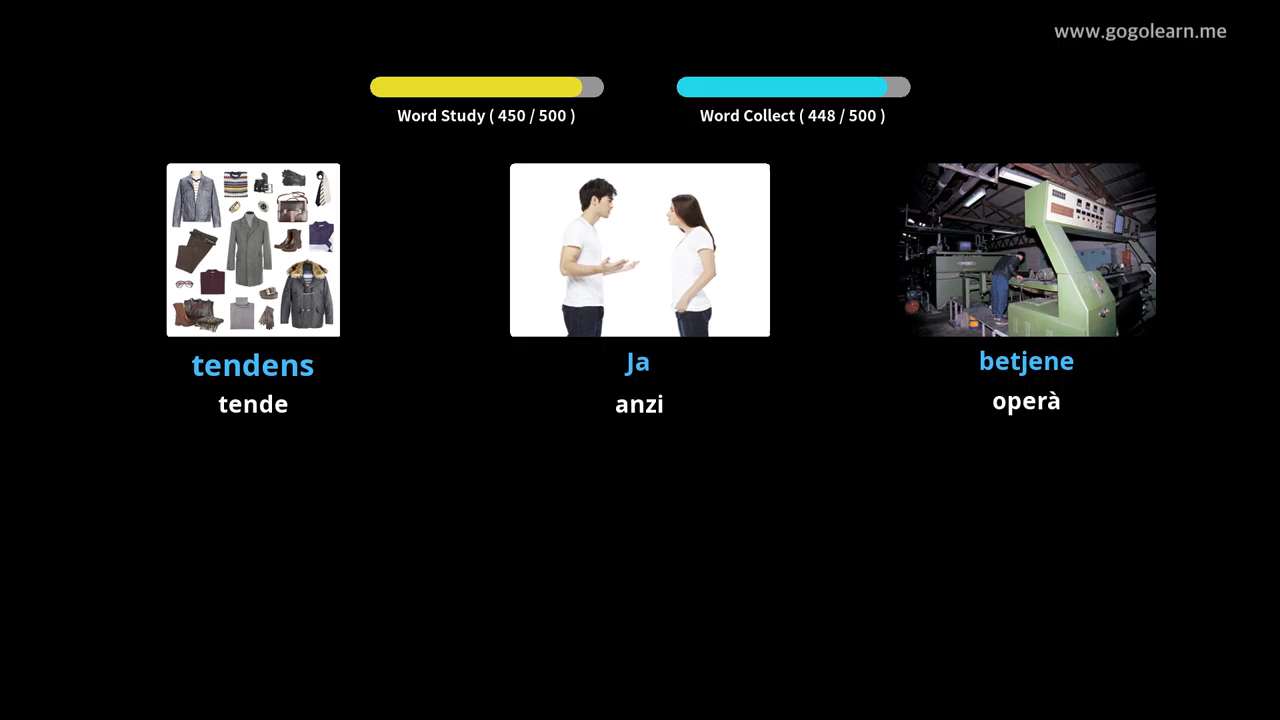 www.gogolearn.me
Word Study ( 450 / 500 )
Word Collect ( 448 / 500 )
tendens
Ja
betjene
tende
anzi
operà